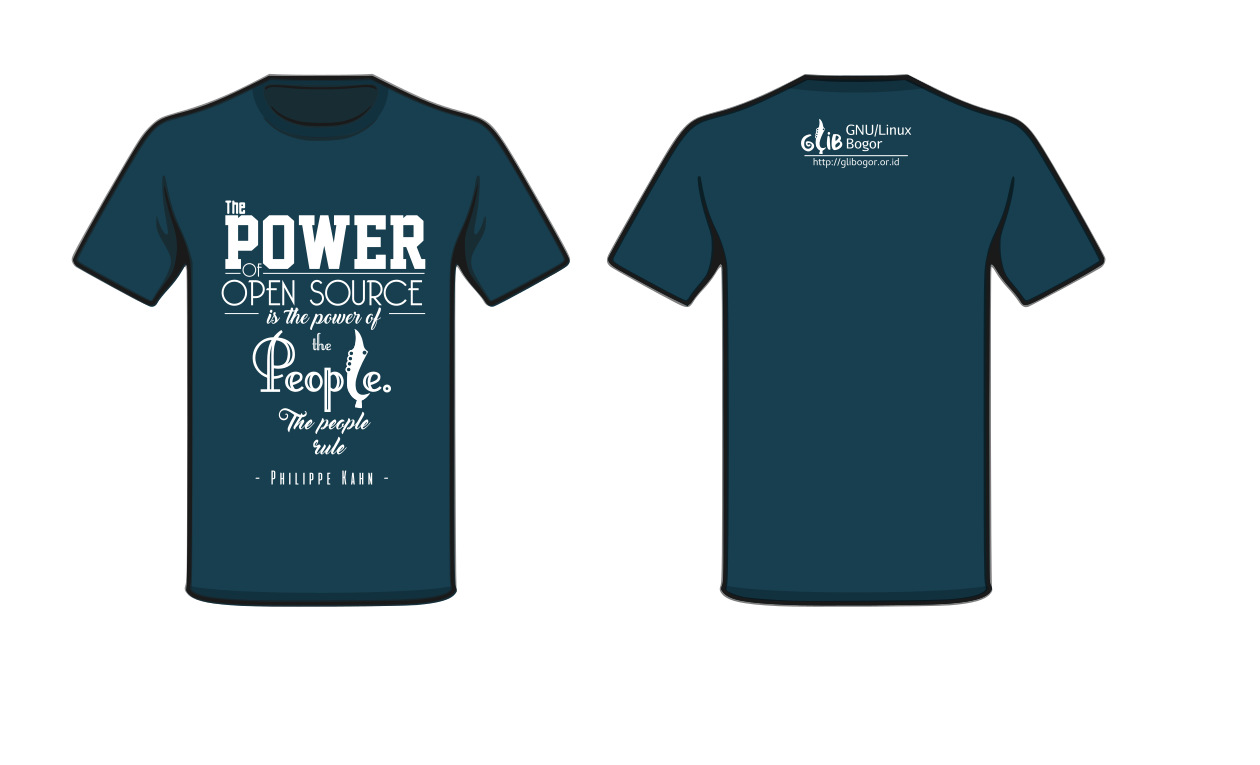 The
POWER
OF
OPEN SOURCE
is the power of
the
People.
The people
rule
- PHILIPPE KAHN -
GLiB
GNU/Linux
Bogor
http://glibogor.or.id